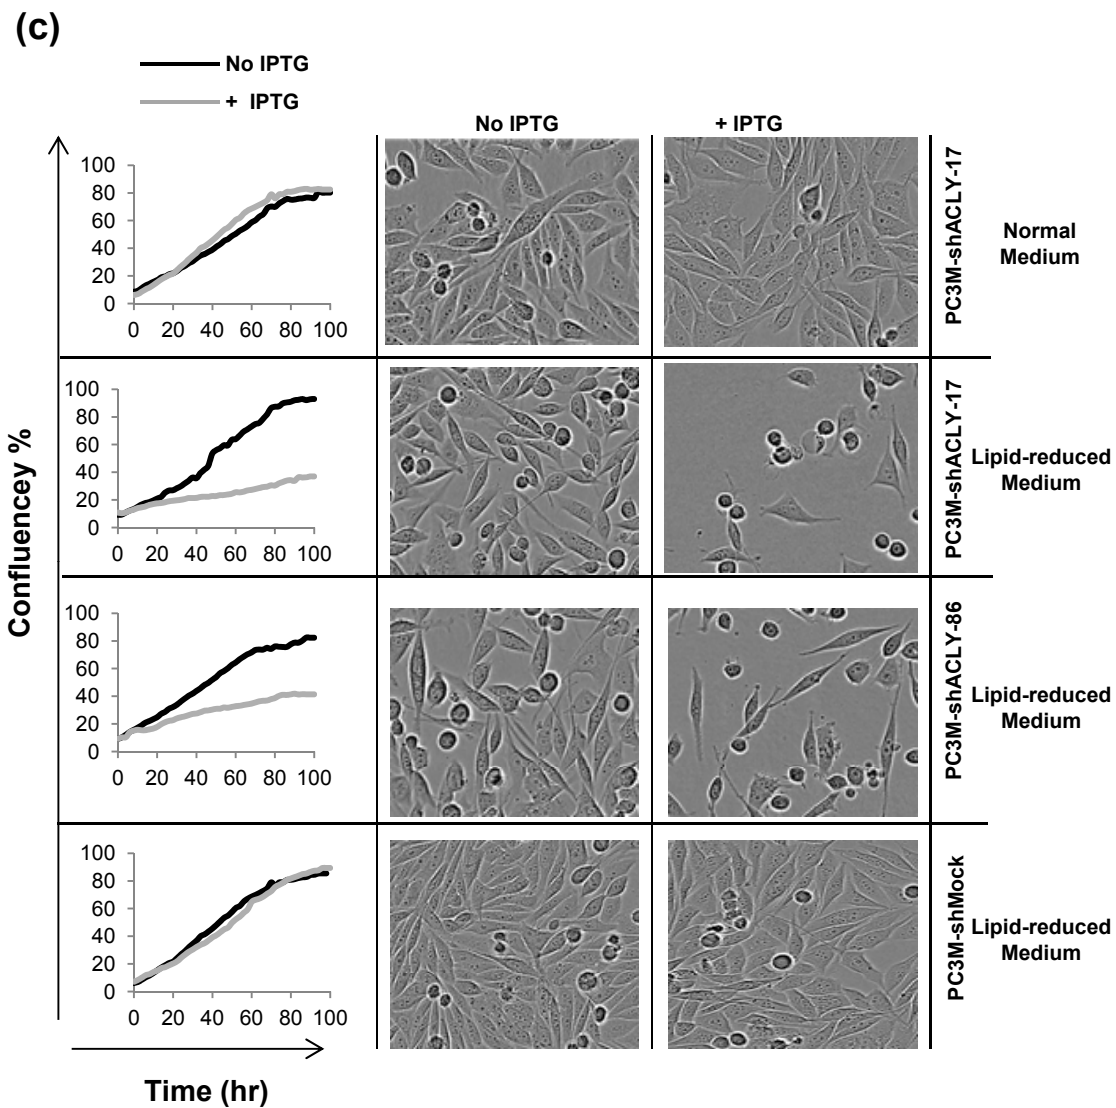 (c)
No IPTG
+ IPTG
No IPTG
+ IPTG
Confluencey %
100
80
60
40
20
0
0 20 40 60 80 100
PC3M-shACLY-17
Normal
Medium
100
80
60
40
20
0
0 20 40 60 80 100
PC3M-shACLY-17
Lipid-reduced
Medium
100
80
60
40
20
0
0 20 40 60 80 100
PC3M-shACLY-86
Lipid-reduced
Medium
100
80
60
40
20
0
0 20 40 60 80 100
PC3M-shMock
Lipid-reduced
Medium
Time (hr)